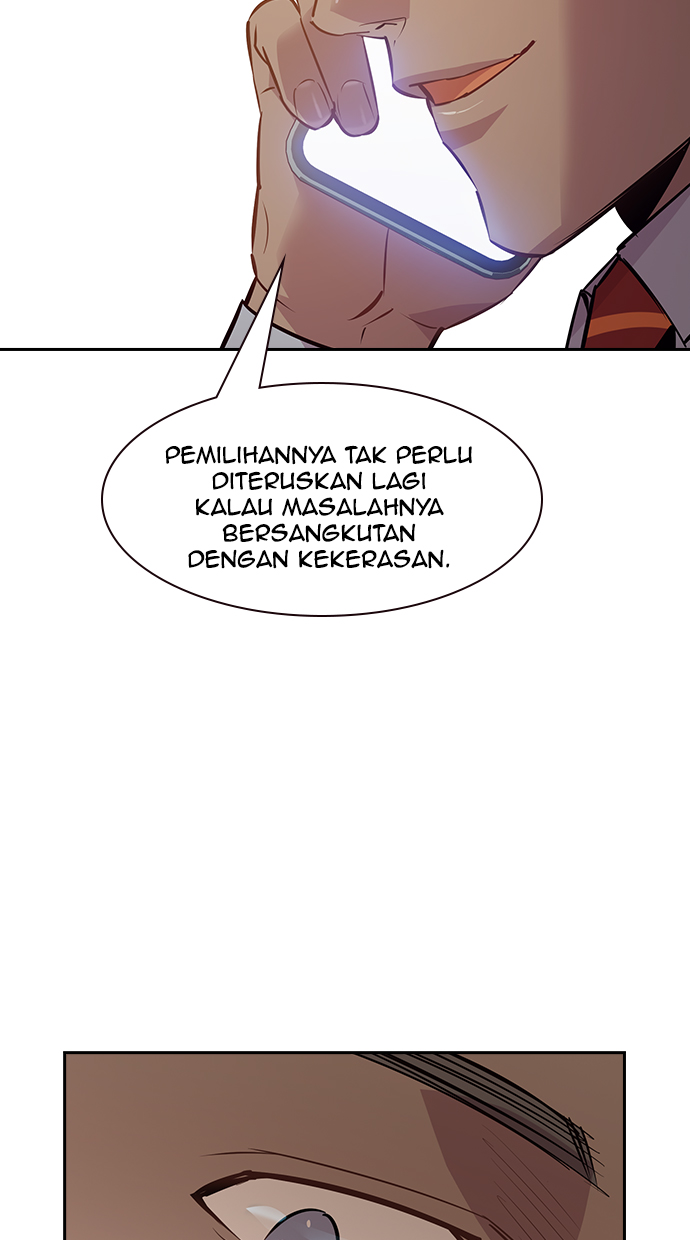 PEMILIHANNYA TAK PERLU
DITERUSKAN LAGI
KALAU MASALAHNYA
BERSANGKUTAN
DENGAN KEKERASAN.